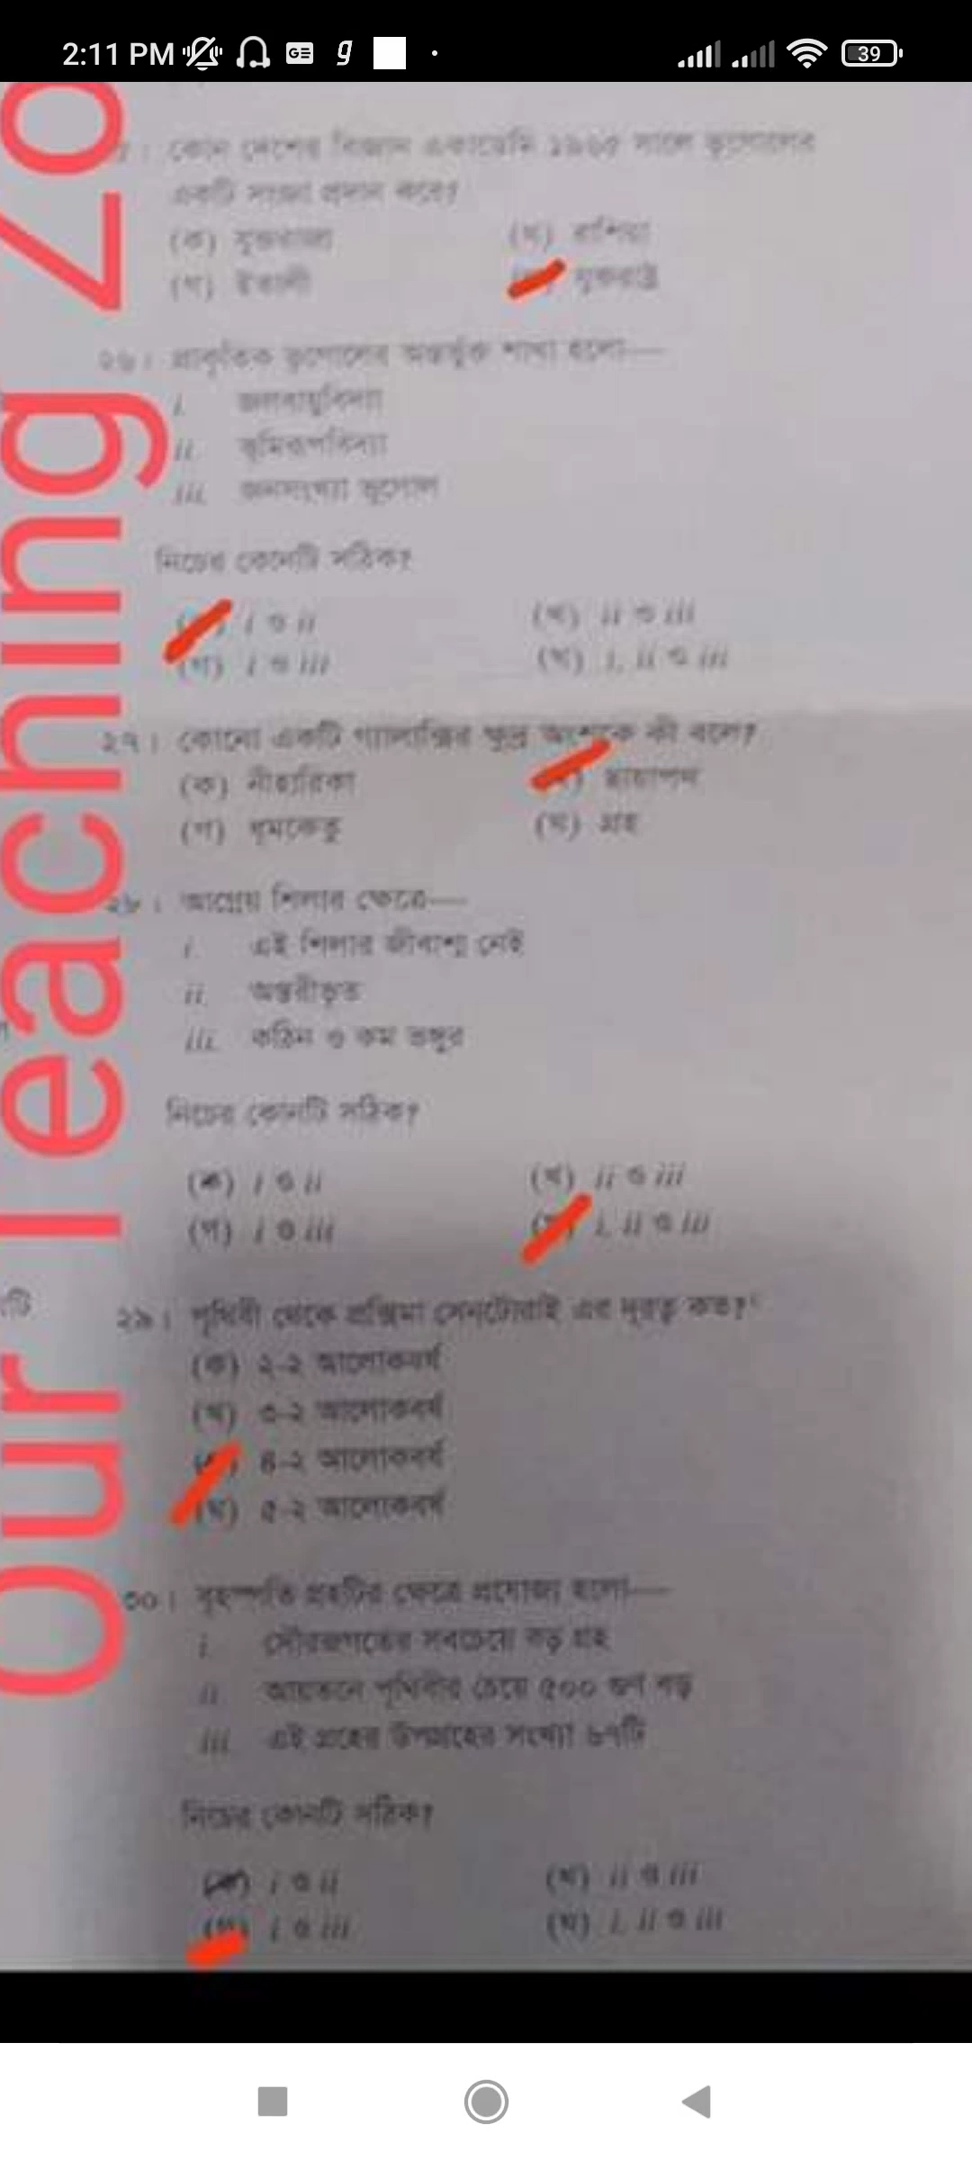 2:11 PM
39
Our Teaching Zo
কোন দেশের বিজ্ঞান একাডেমি ১৯৬৫ সালে ভূগোলের
একটি সংজ্ঞা প্রদান করে?
(ক) যুক্তরাজ্য (খ) রাশিয়া
(গ) ইতালী যুক্তরাষ্ট্র
২৬। প্রাকৃতিক ভূগোলের অন্তর্ভুক্ত শাখা হলো—
i. জলবায়ুবিদ্যা
ii. ভূমিরূপবিদ্যা
iii. জনসংখ্যা ভূগোল
নিচের কোনটি সঠিক?
i ও ii (খ) ii ও iii
(গ) i ও iii (ঘ) i, ii ও iii
২৭। কোনো একটি গ্যালাক্সির ক্ষুদ্র অংশকে কী বলে?
(ক) নীহারিকা ছায়াপথ
(গ) ধূমকেতু (ঘ) গ্রহ
২৮। আগ্নেয় শিলার ক্ষেত্রে—
i. এই শিলার জীবাশ্ম নেই
ii. অস্তরীভূত
iii. কঠিন ও কম ভঙ্গুর
নিচের কোনটি সঠিক?
(ক) i ও ii (খ) ii ও iii
(গ) i ও iii i, ii ও iii
২৯। পৃথিবী থেকে প্রক্সিমা সেনটোরাই এর দূরত্ব কত?
(ক) ২-২ আলোকবর্ষ
(খ) ৩-২ আলোকবর্ষ
৪-২ আলোকবর্ষ
(ঘ) ৫-২ আলোকবর্ষ
৩০। বৃহস্পতি গ্রহটির ক্ষেত্রে প্রযোজ্য হলো—
i. সৌরজগতের সবচেয়ে বড় গ্রহ
ii. আয়তনে পৃথিবীর চেয়ে ৫০০ গুণ বড়
iii. এই গ্রহের উপগ্রহের সংখ্যা ৬৭টি
নিচের কোনটি সঠিক?
(ক) i ও ii (খ) ii ও iii
(গ) i ও iii (ঘ) i, ii ও iii